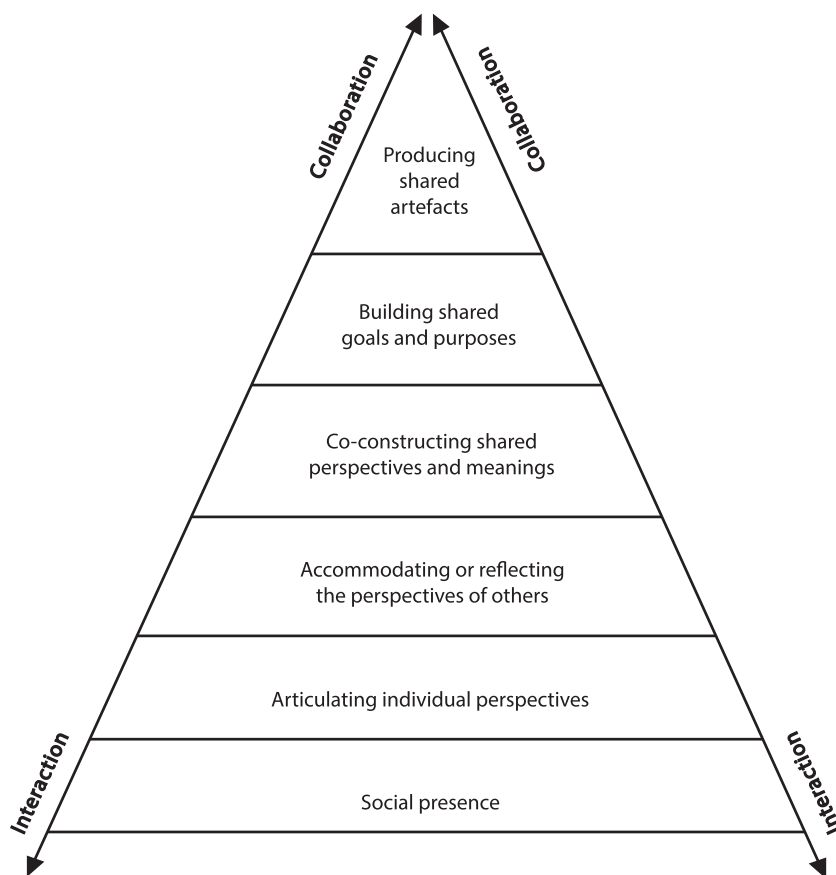 Collaboration
Collaboration
Producing
shared
artefacts
Building shared
goals and purposes
Co-constructing shared
perspectives and meanings
Accommodating or reflecting
the perspectives of others
Articulating individual perspectives
Interaction
Interaction
Social presence